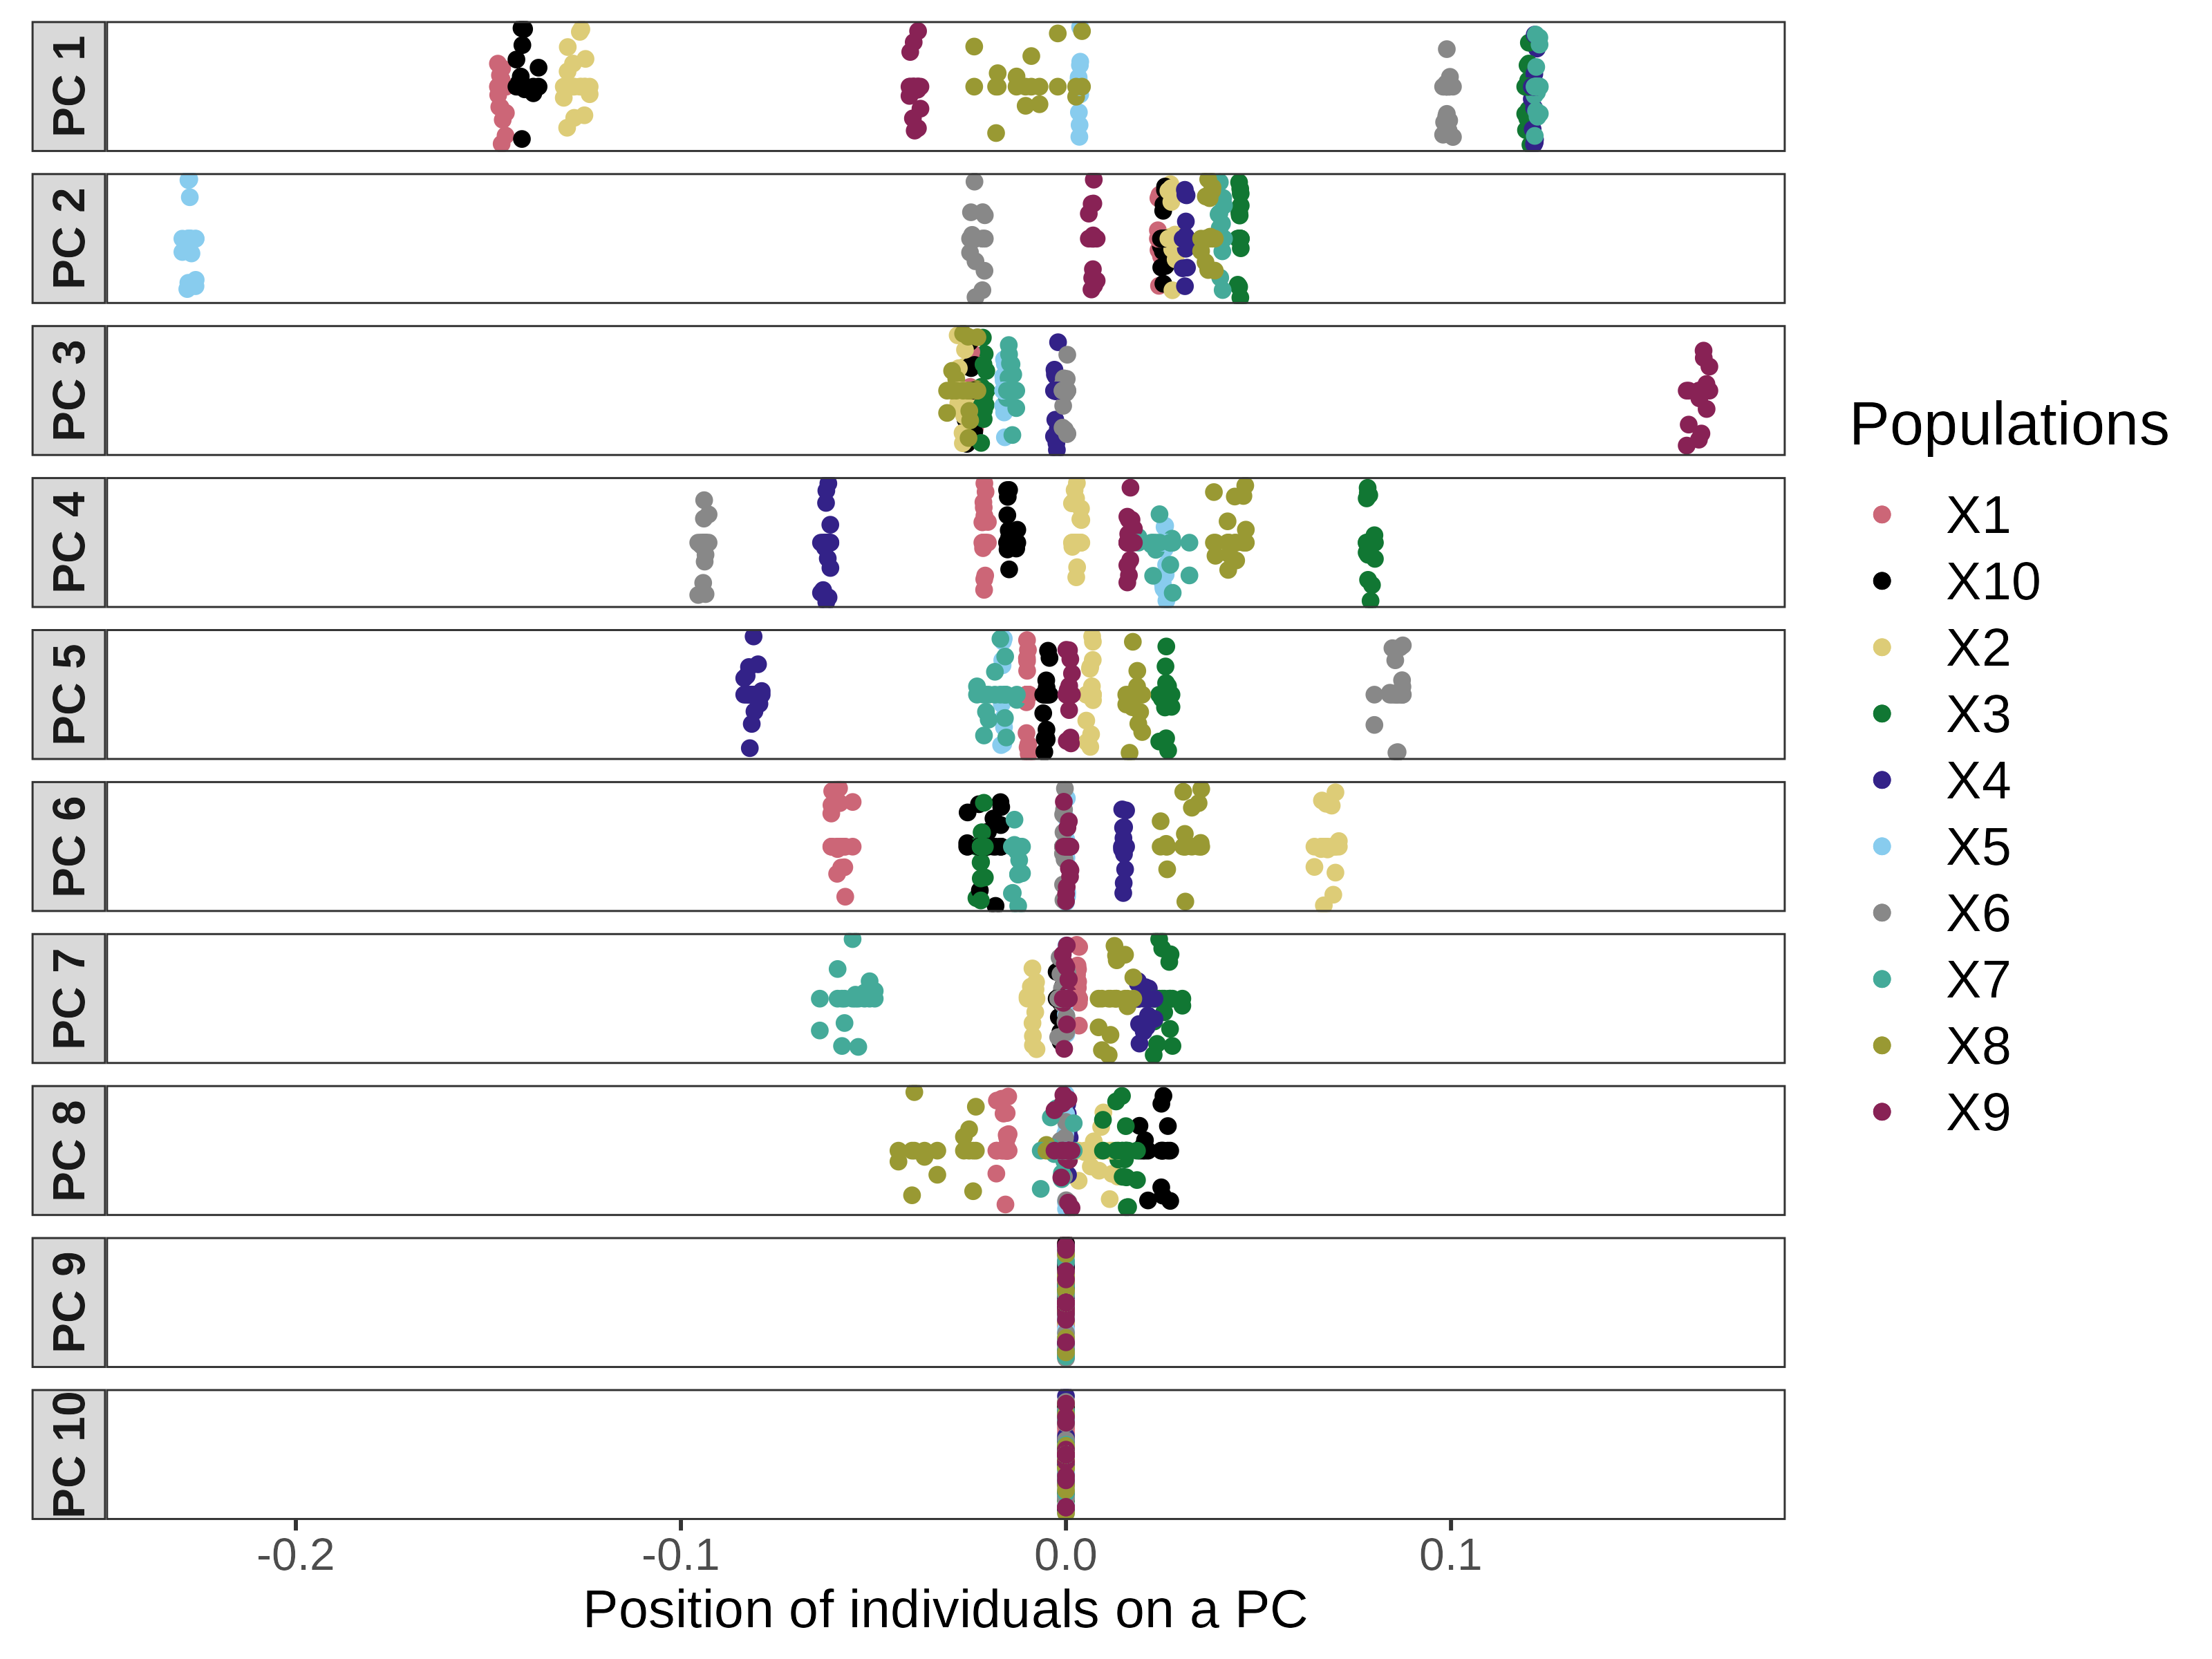 PC 1
PC 2
PC 3
PC 4
PC 5
PC 6
PC 7
PC 8
PC 9
PC 10
-0.2 -0.1 0.0 0.1
Position of individuals on a PC
Populations
X1
X10
X2
X3
X4
X5
X6
X7
X8
X9